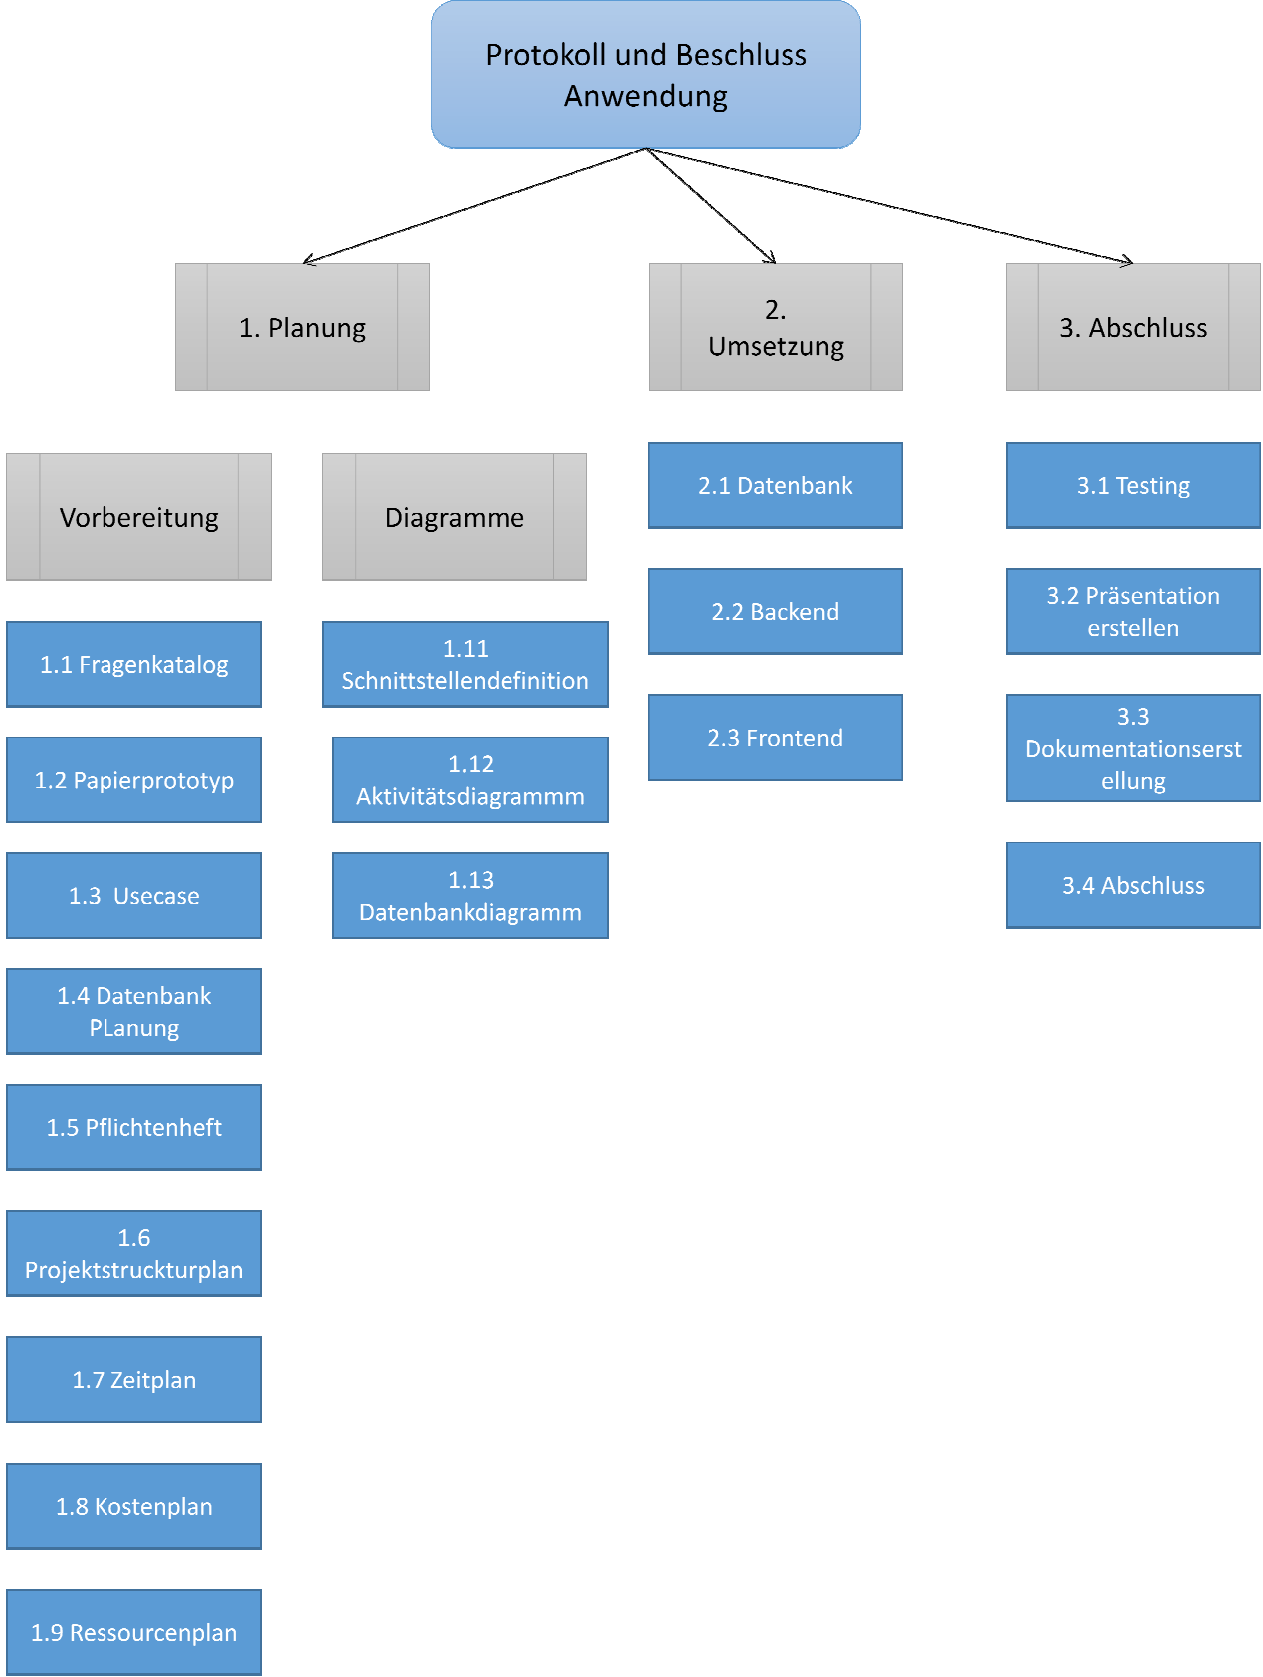 Protokoll und Beschluss
Anwendung
1. Planung
2.
Umsetzung
3. Abschluss
Vorbereitung
Diagramme
1.1 Fragenkatalog
1.2 Papierprototyp
1.3  Usecase
1.4 Datenbank
PLanung
1.5 Pflichtenheft
1.6
Projektstruckturplan
1.7 Zeitplan
1.8 Kostenplan
1.9 Ressourcenplan
1.11
Schnittstellendefinition
1.12
Aktivitätsdiagrammm
1.13
Datenbankdiagramm
2.1 Datenbank
2.2 Backend
2.3 Frontend
3.1 Testing
3.2 Präsentation
erstellen
3.3
Dokumentationserst
ellung
3.4 Abschluss